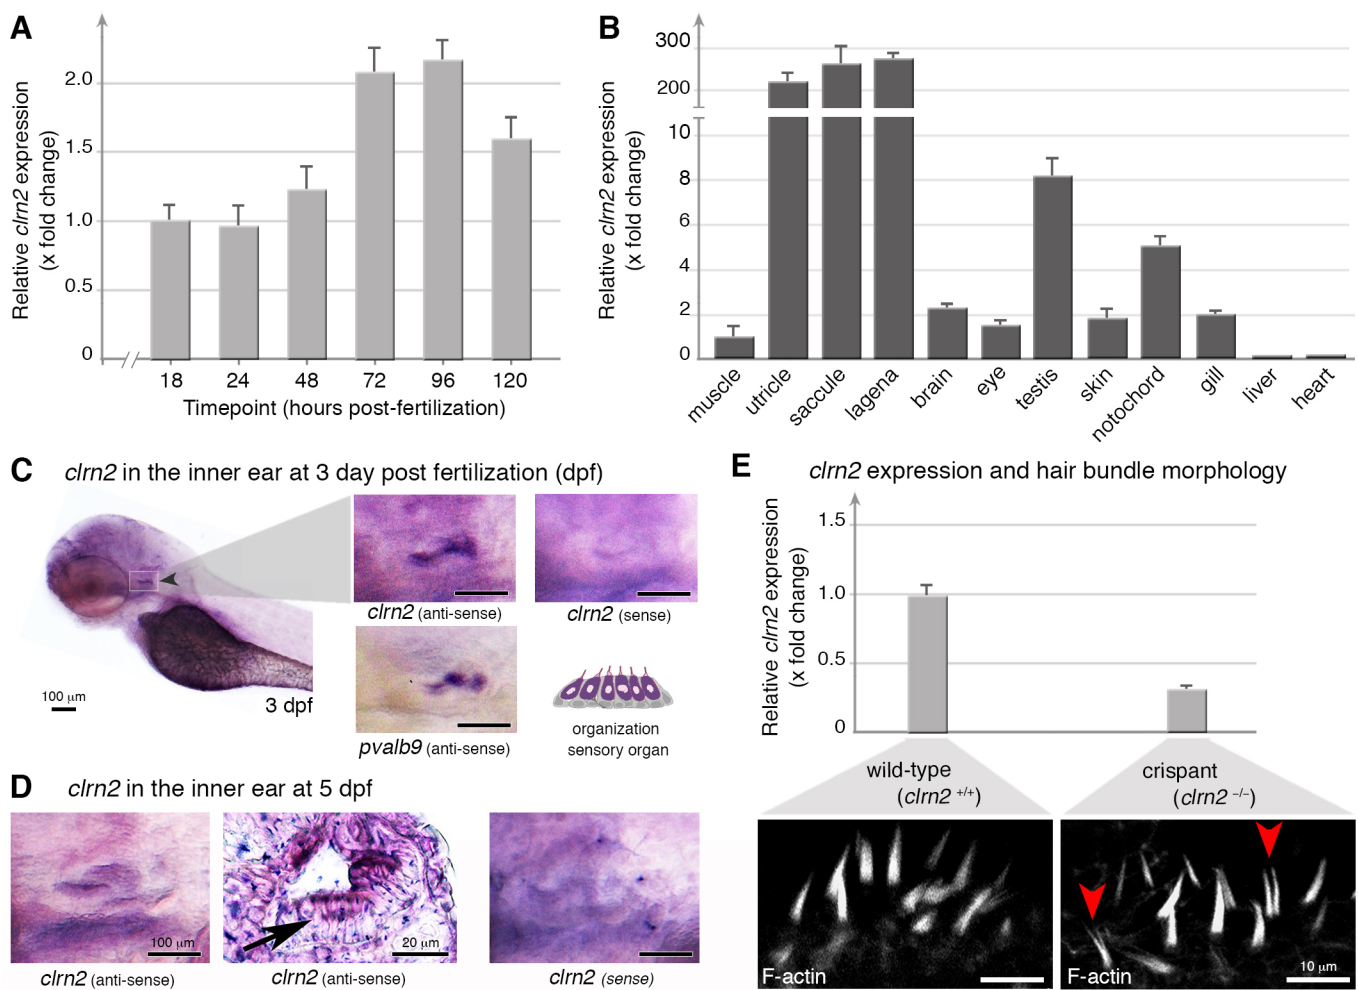 A
Relative clrn2 expression
(x fold change)
2.0
1.5
1.0
0.5
0
18 24 48 72 96 120
Timepoint (hours post-fertilization)
B
Relative clrn2 expression
(x fold change)
300
200
10
8
6
4
2
0
muscle utricle saccule lagena brain eye testis skin notochord gill liver heart
C clrn2 in the inner ear at 3 day post fertilization (dpf)
100 µm
3 dpf
clrn2 (anti-sense)
clrn2 (sense)
pvalb9 (anti-sense)
organization
sensory organ
D clrn2 in the inner ear at 5 dpf
100 µm
clrn2 (anti-sense)
20 µm
clrn2 (anti-sense)
clrn2 (sense)
E clrn2 expression and hair bundle morphology
Relative clrn2 expression
(x fold change)
1.5
1.0
0.5
0
wild-type
(clrn2 +/+)
crispant
(clrn2 −/−)
F-actin
F-actin
10 µm